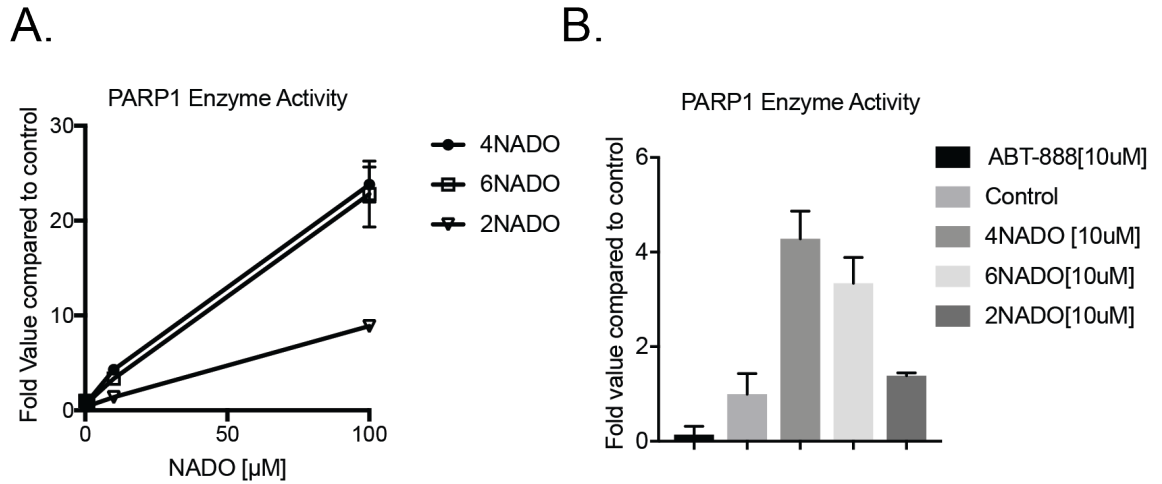 A.
PARP1 Enzyme Activity
Fold Value compared to control
30
20
10
0
0
50
100
NADO [µM]
4NADO
6NADO
2NADO
B.
PARP1 Enzyme Activity
Fold value compared to control
6
4
2
0
ABT-888[10uM]
Control
4NADO [10uM]
6NADO[10uM]
2NADO[10uM]